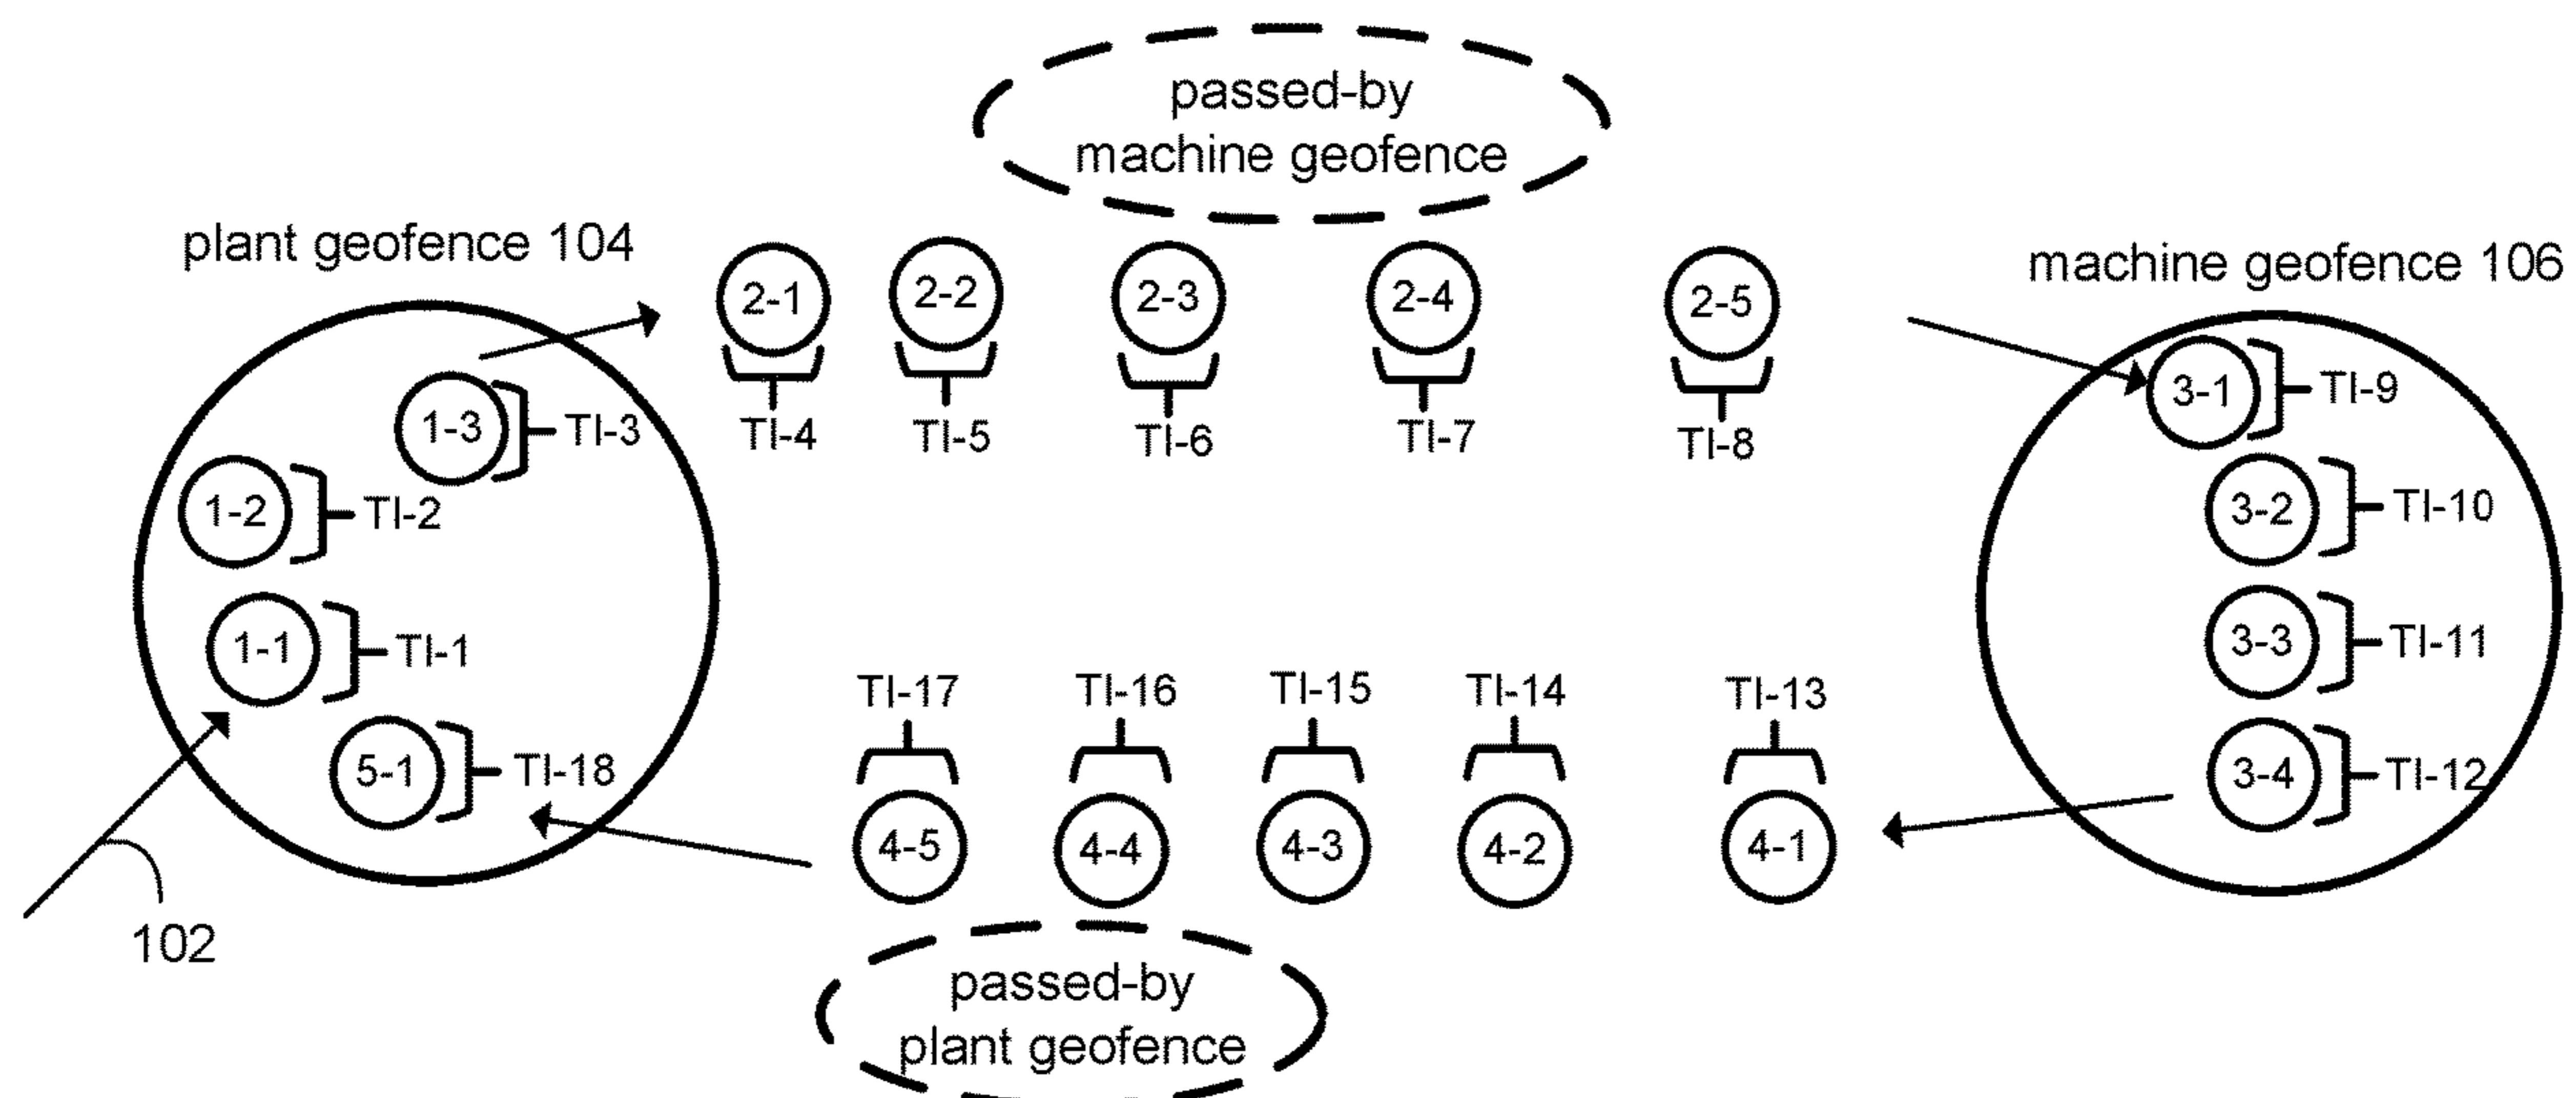 passed-by
machine geofence
plant geofence 104
machine geofence 106
2-1
2-2
2-3
2-4
2-5
TI-4
TI-5
TI-6
TI-7
TI-8
1-3
TI-3
1-2
TI-2
1-1
TI-1
5-1
TI-18
3-1
TI-9
3-2
TI-10
3-3
TI-11
3-4
TI-12
TI-17
TI-16
TI-15
TI-14
TI-13
4-5
4-4
4-3
4-2
4-1
102
passed-by
plant geofence